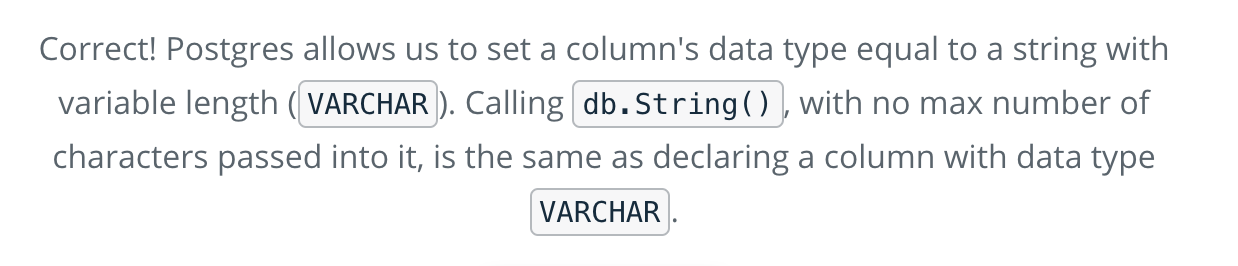 Correct! Postgres allows us to set a column's data type equal to a string with
variable length (VARCHAR). Calling db.String(), with no max number of
characters passed into it, is the same as declaring a column with data type
VARCHAR.